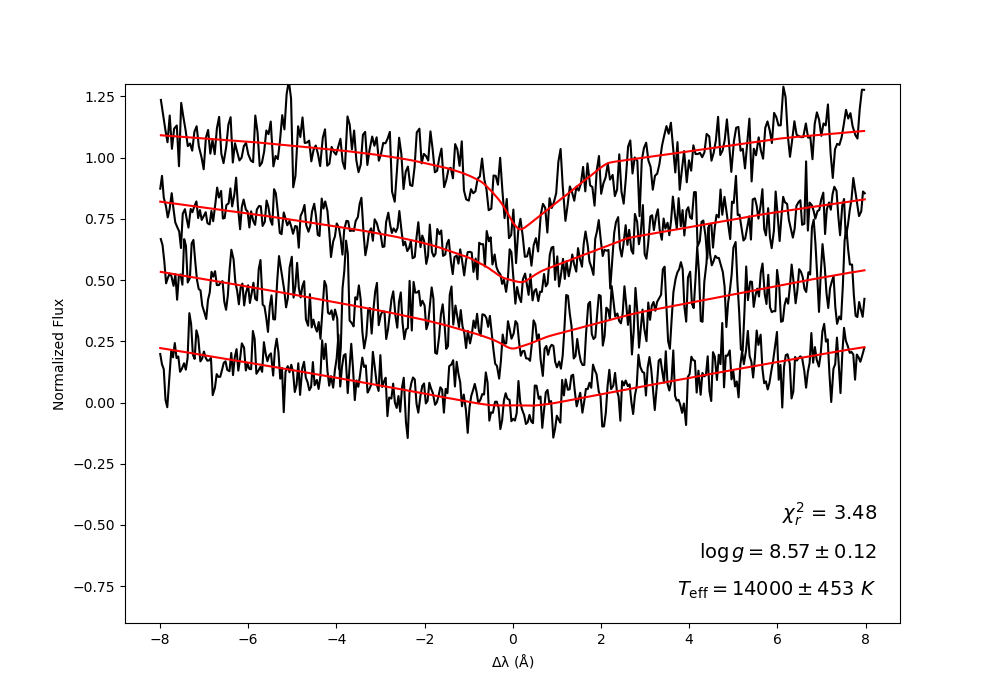 1.25
1.00
0.75
0.50
0.25
0.00
−0.25
−0.50
−0.75
Normalized Flux
χ²ᵣ = 3.48
log g = 8.57 ± 0.12
T_eff = 14000 ± 453 K
−8 −6 −4 −2 0 2 4 6 8
Δλ (Å)